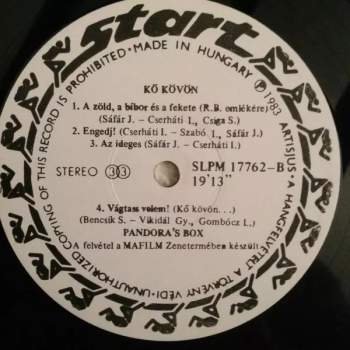 start
UNAUTHORIZED COPYING OF THIS RECORD IS PROHIBITED • MADE IN HUNGARY Ⓟ 1983 ARTISJUS • A HANGFELVÉTELT A TÖRVÉNY VÉDI •
KŐ KÖVÖN
1. A zöld, a bíbor és a fekete (R.B. emlékére)
(Sáfár J. – Cserháti I., Csiga S.)
2. Engedj! (Cserháti I. – Szabó I., Sáfár J.)
3. Az ideges (Sáfár J. – Cserháti I.)
STEREO 33 SLPM 17762–B
19'13"
4. Vágtass velem! (Kő kövön. . .)
(Bencsik S. – Vikidál Gy., Gombócz L.)
PANDORA'S BOX
A felvétel a MAFILM Zenetermében készült